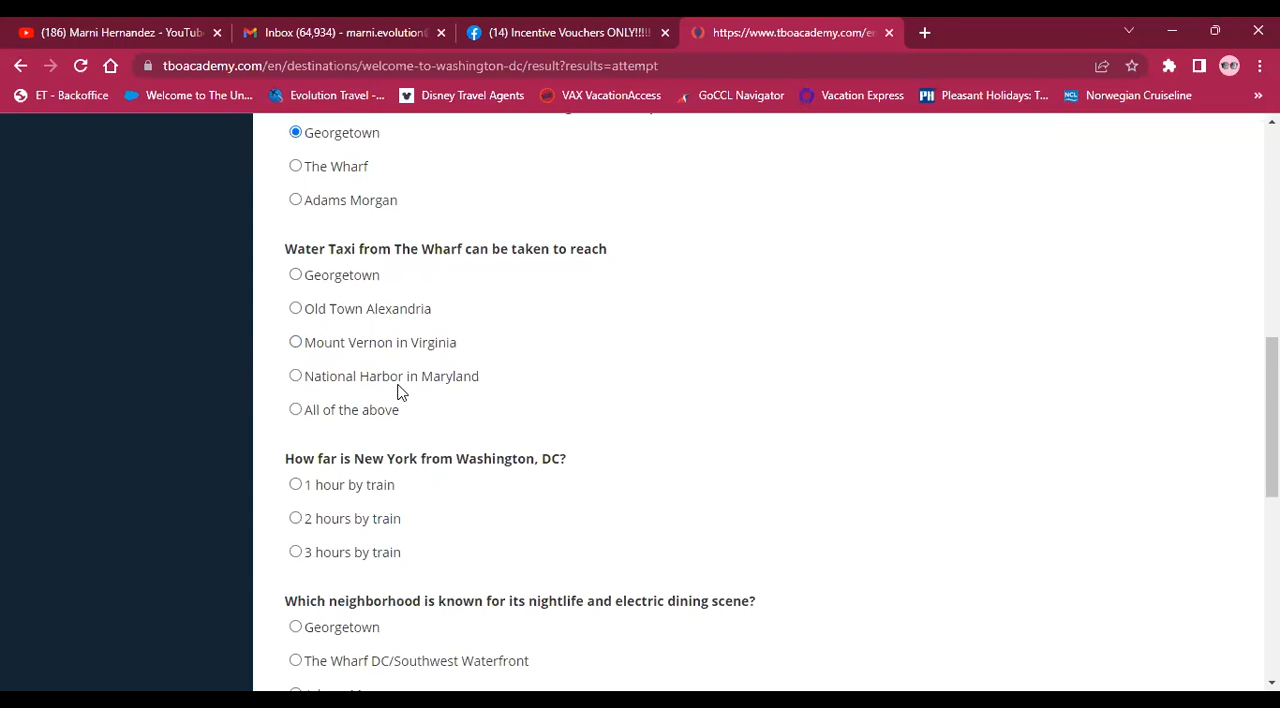 (186) Marni Hernandez - YouTub
Inbox (64,934) - marni.evolution
(14) Incentive Vouchers ONLY!!!!!
https://www.tboacademy.com/en
tboacademy.com/en/destinations/welcome-to-washington-dc/result?results=attempt
ET - Backoffice
Welcome to The Un...
Evolution Travel -...
Disney Travel Agents
VAX VacationAccess
GoCCL Navigator
Vacation Express
Pleasant Holidays: T...
Norwegian Cruiseline
»
Georgetown
The Wharf
Adams Morgan
Water Taxi from The Wharf can be taken to reach
Georgetown
Old Town Alexandria
Mount Vernon in Virginia
National Harbor in Maryland
All of the above
How far is New York from Washington, DC?
1 hour by train
2 hours by train
3 hours by train
Which neighborhood is known for its nightlife and electric dining scene?
Georgetown
The Wharf DC/Southwest Waterfront